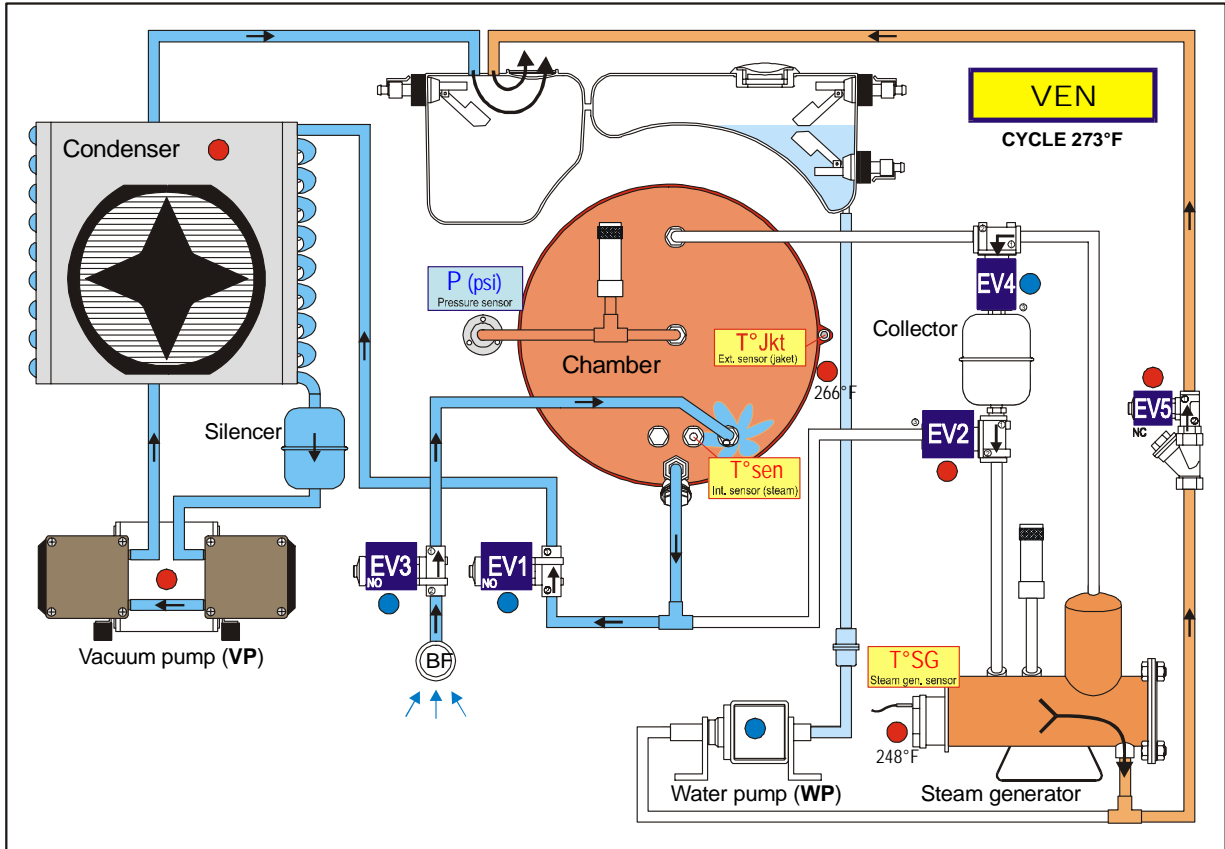 VEN
CYCLE 273°F
Condenser
P (psi)
Pressure sensor
EV4
③
Collector
T°Jkt
Ext. sensor (jaket)
266°F
Chamber
EV5
NC
Silencer
③
EV2
T°sen
Int. sensor (steam)
EV3
NO
EV1
NO
BF
Vacuum pump (VP)
T°SG
Steam gen. sensor
248°F
Water pump (WP)
Steam generator